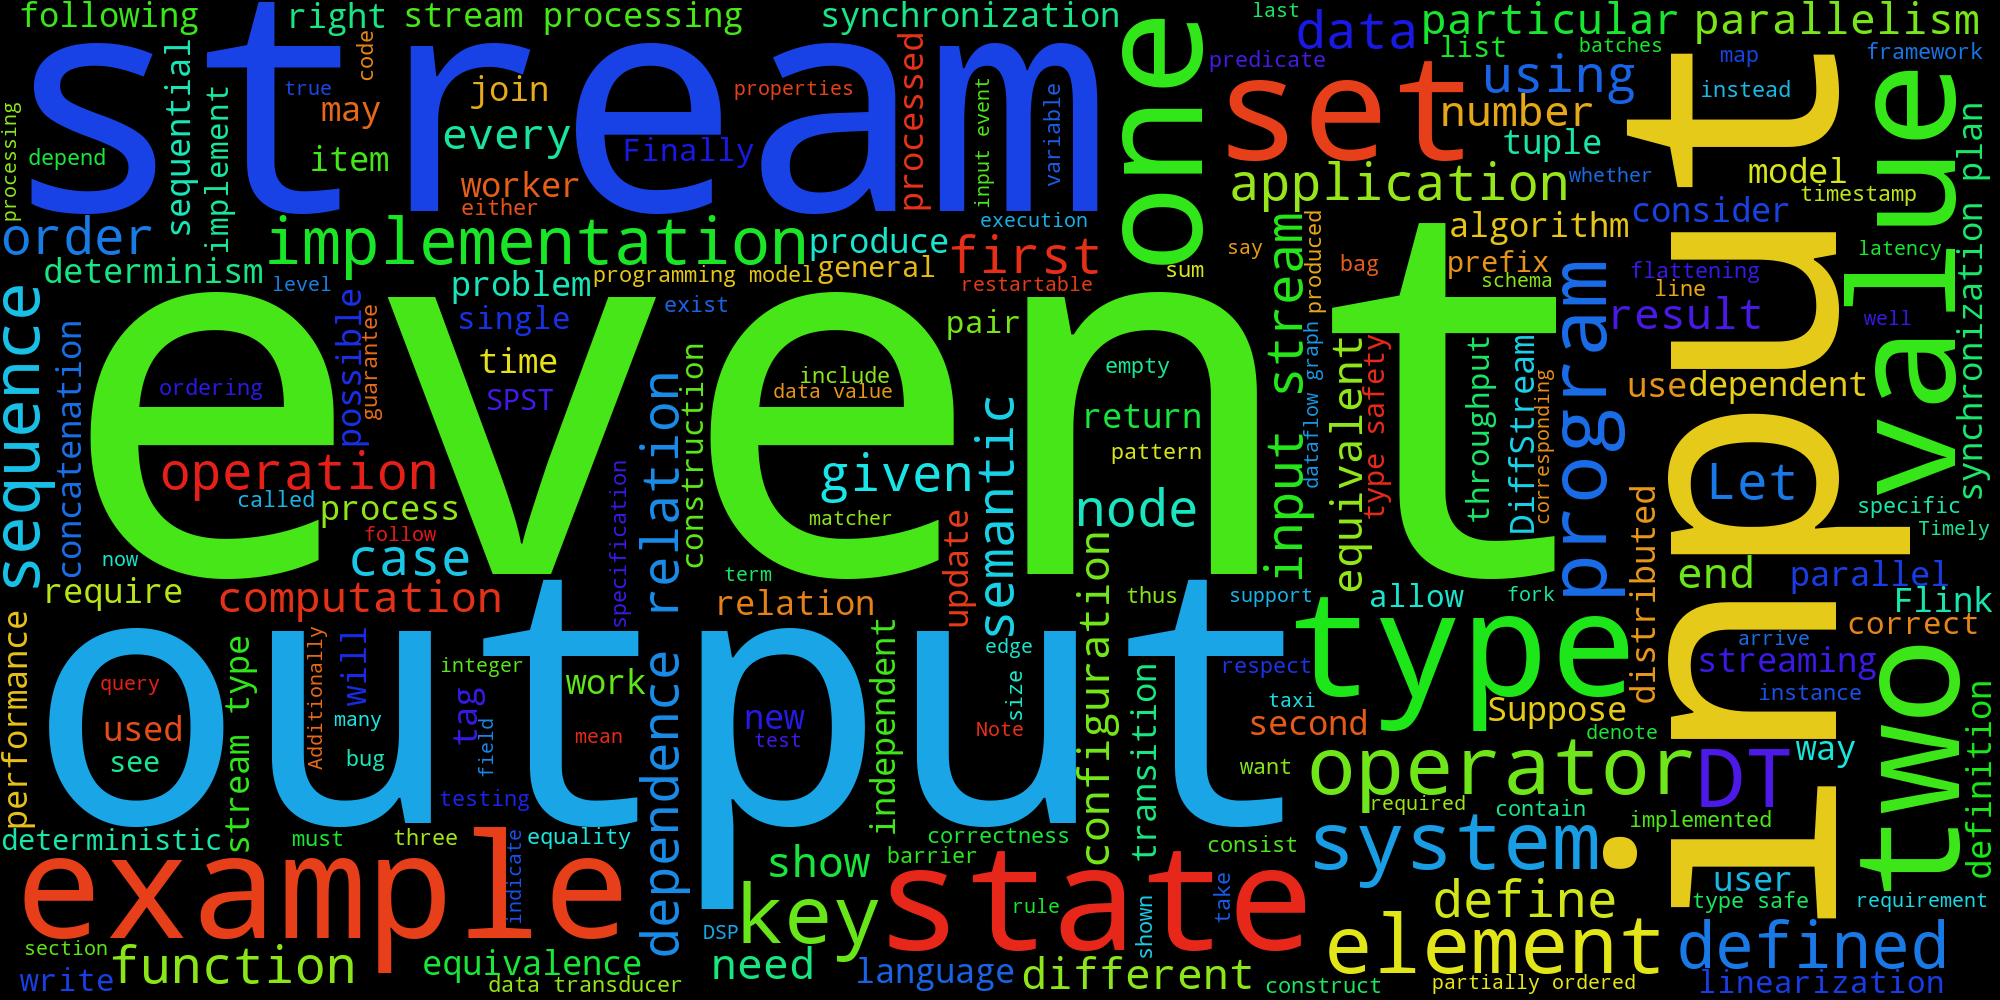 following
right
stream processing
synchronization
last
data
particular
parallelism
stream
sequential
code
true
may
join
properties
processed
input event
variable
one
predicate
list
batches
map
framework
set
using
instead
number
input
value
processing
depend
implement
item
every
Finally
worker
either
tuple
application
whether
model
timestamp
synchronization plan
order
implementation
produce
execution
first
restartable
sum
say
input stream
produced
algorithm
consider
latency
determinism
level
problem
programming model
general
bag
prefix
schema
flattening
line
result
well
sequence
concatenation
possible
guarantee
single
exist
pair
event
ordering
time
SPST
construction
include
data value
empty
return
pattern
dataflow graph
equivalent
type safety
throughput
DiffStream
corresponding
program
use
dependent
operation
called
process
follow
given
matcher
semantic
node
Let
specific
Timely
now
case
specification
dependence relation
term
update
require
computation
relation
thus
configuration
support
allow
fork
distributed
end
parallel
Flink
output
performance
query
used
see
stream type
Additionally
will
many
bug
integer
tag
field
testing
work
mean
new
test
independent
edge
size
Note
transition
respect
taxi
second
want
type
Suppose
denote
arrive
correct
streaming
instance
two
operator
DT
way
definition
deterministic
must
three
equality
correctness
barrier
consist
required
contain
implemented
system
example
indicate
show
key
state
rule
shown
take
define
user
type safe
requirement
DSP
element
defined
section
write
function
equivalence
data transducer
need
language
different
construct
partially ordered
linearization